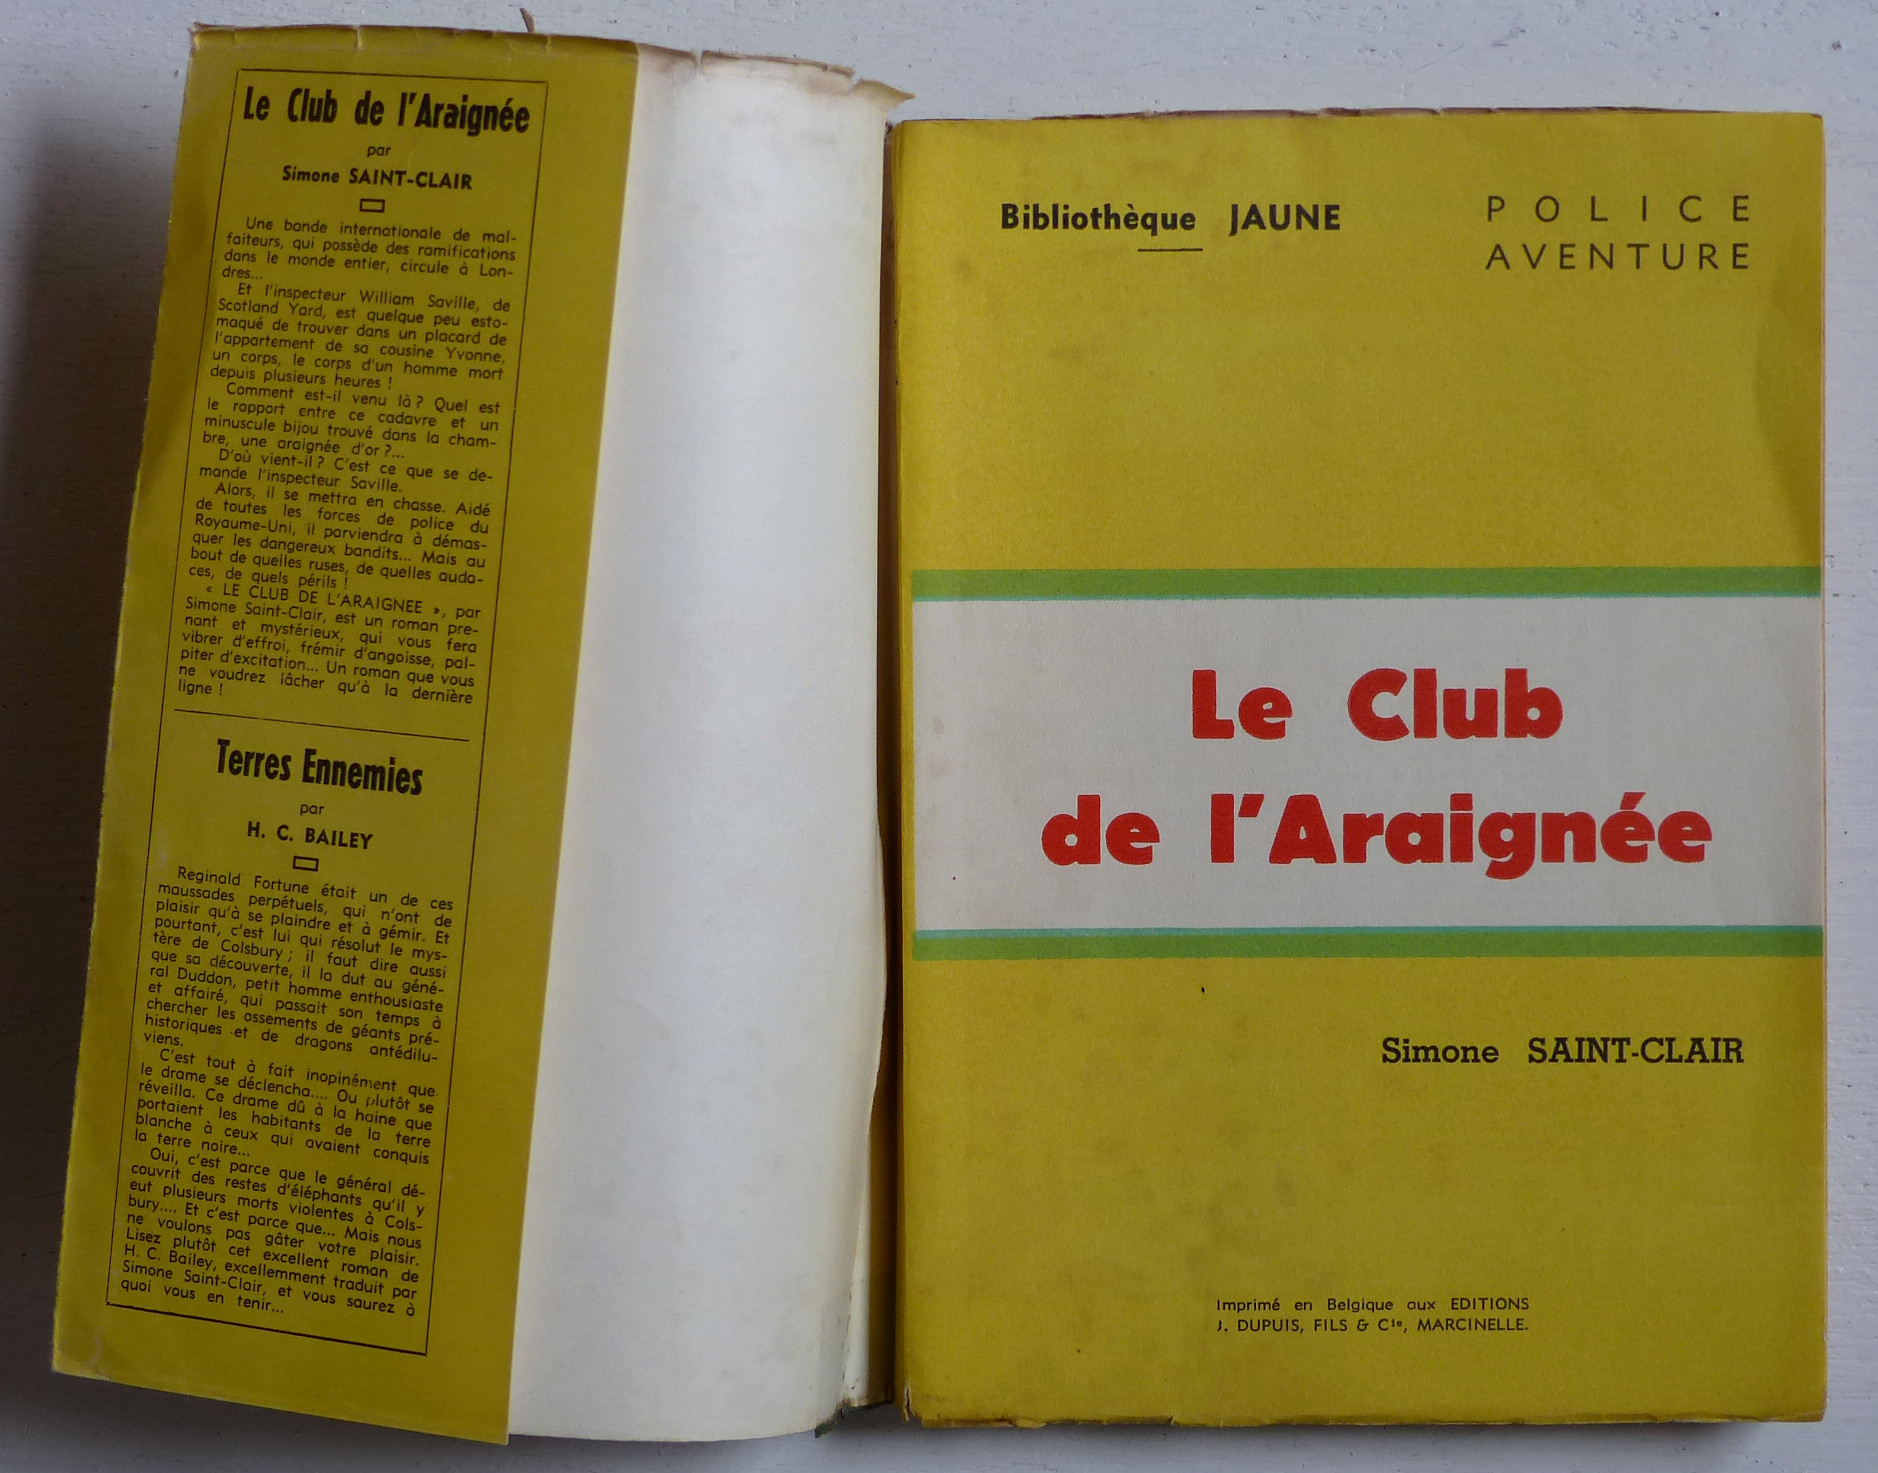 Le Club de l'Araignée
par
Simone SAINT-CLAIR
Une bande internationale de mal-
faiteurs, qui possède des ramifications
dans le monde entier, circule à Lon-
dres...
Et l'inspecteur William Saville, de
Scotland Yard, est quelque peu esto-
maqué de trouver dans un placard de
l'appartement de sa cousine Yvonne,
un corps, le corps d'un homme mort
depuis plusieurs heures !
Comment est-il venu là ? Quel est
le rapport entre ce cadavre et un
minuscule bijou trouvé dans la cham-
bre, une araignée d'or ?...
D'où vient-il ? C'est ce que se de-
mande l'inspecteur Saville.
Alors, il se mettra en chasse. Aidé
de toutes les forces de police du
Royaume-Uni, il parviendra à démas-
quer les dangereux bandits... Mais au
bout de quelles ruses, de quelles auda-
ces, de quels périls !
« LE CLUB DE L'ARAIGNEE », par
Simone Saint-Clair, est un roman pre-
nant et mystérieux, qui vous fera
vibrer d'effroi, frémir d'angoisse, pal-
piter d'excitation... Un roman que vous
ne voudrez lâcher qu'à la dernière
ligne !
Terres Ennemies
par
H. C. BAILEY
Reginald Fortune était un de ces
maussades perpétuels, qui n'ont de
plaisir qu'à se plaindre et à gémir. Et
pourtant, c'est lui qui résolut le mys-
tère de Colsbury ; il faut dire aussi
que sa découverte, il la dut au géné-
ral Duddon, petit homme enthousiaste
et affairé, qui passait son temps à
chercher les ossements de géants pré-
historiques et de dragons antédilu-
viens.
C'est tout à fait inopinément que
le drame se déclencha.... Ou plutôt se
réveilla. Ce drame dû à la haine que
portaient les habitants de la terre
blanche à ceux qui avaient conquis
la terre noire...
Oui, c'est parce que le général dé-
couvrit des restes d'éléphants qu'il y
eut plusieurs morts violentes à Cols-
bury.... Et c'est parce que... Mais nous
ne voulons pas gâter votre plaisir.
Lisez plutôt cet excellent roman de
H. C. Bailey, excellemment traduit par
Simone Saint-Clair, et vous saurez à
quoi vous en tenir...
Bibliothèque JAUNE
POLICE
AVENTURE
Le Club
de l'Araignée
Simone SAINT-CLAIR
Imprimé en Belgique aux EDITIONS
J. DUPUIS, FILS & Cie, MARCINELLE.